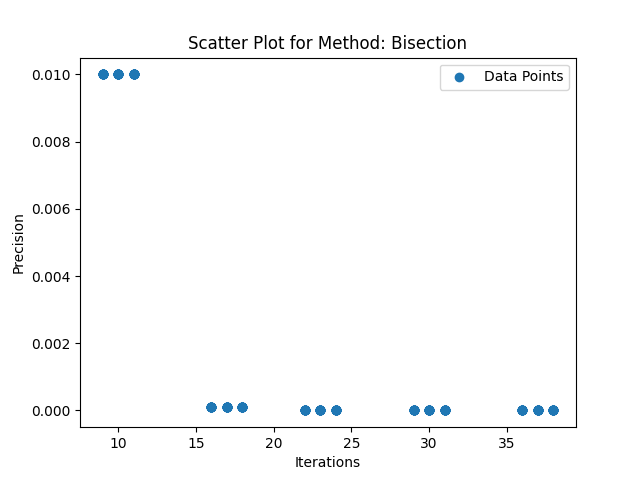 Scatter Plot for Method: Bisection
Data Points
0.010
0.008
0.006
0.004
0.002
0.000
Precision
10 15 20 25 30 35
Iterations